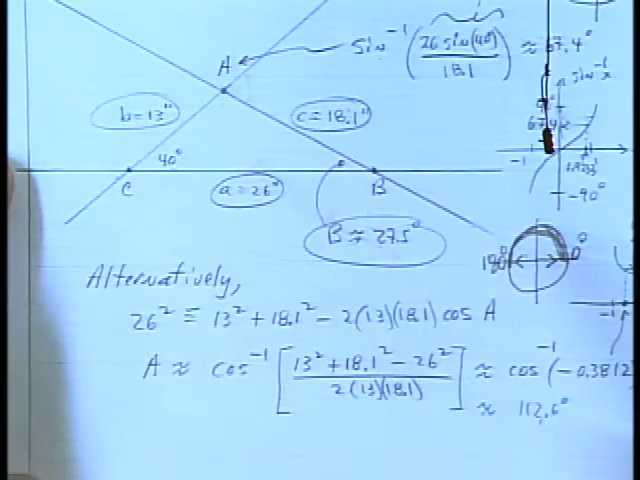 A
sin⁻¹(26 sin(40°)/18.1) ≈ 67.4°
sin⁻¹x
b=13"
c=18.1"
40°
C
a=26"
B
-1
-90°
B ≈ 27.5°
180°
0°
Alternatively,
26² = 13² + 18.1² - 2(13)(18.1) cos A
-1
A ≈ cos⁻¹[13² + 18.1² - 26²/2(13)(18.1)] ≈ cos⁻¹(-0.3812
≈ 112.6°